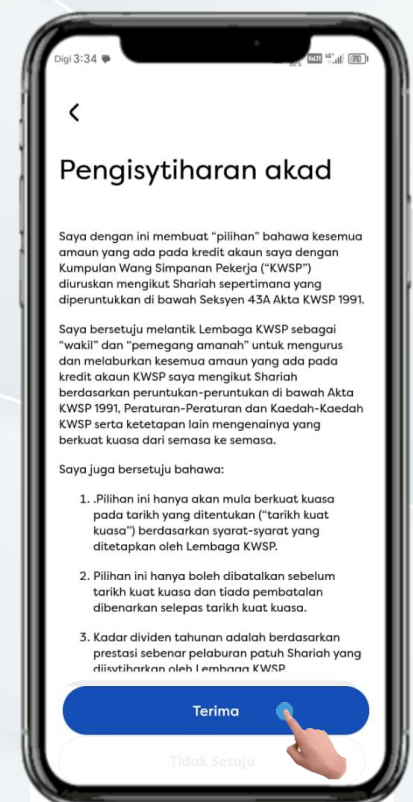 Digi 3:34
70
Pengisytiharan akad
Saya dengan ini membuat “pilihan” bahawa kesemua
amaun yang ada pada kredit akaun saya dengan
Kumpulan Wang Simpanan Pekerja (“KWSP”)
diuruskan mengikut Shariah sepertimana yang
diperuntukkan di bawah Seksyen 43A Akta KWSP 1991.
Saya bersetuju melantik Lembaga KWSP sebagai
“wakil” dan “pemegang amanah” untuk mengurus
dan melaburkan kesemua amaun yang ada pada
kredit akaun KWSP saya mengikut Shariah
berdasarkan peruntukan-peruntukan di bawah Akta
KWSP 1991, Peraturan-Peraturan dan Kaedah-Kaedah
KWSP serta ketetapan lain mengenainya yang
berkuat kuasa dari semasa ke semasa.
Saya juga bersetuju bahawa:
1. .Pilihan ini hanya akan mula berkuat kuasa
pada tarikh yang ditentukan (“tarikh kuat
kuasa”) berdasarkan syarat-syarat yang
ditetapkan oleh Lembaga KWSP.
2. Pilihan ini hanya boleh dibatalkan sebelum
tarikh kuat kuasa dan tiada pembatalan
dibenarkan selepas tarikh kuat kuasa.
3. Kadar dividen tahunan adalah berdasarkan
prestasi sebenar pelaburan patuh Shariah yang
diisytiharkan oleh Lembaga KWSP
Terima
Tidak Setuju